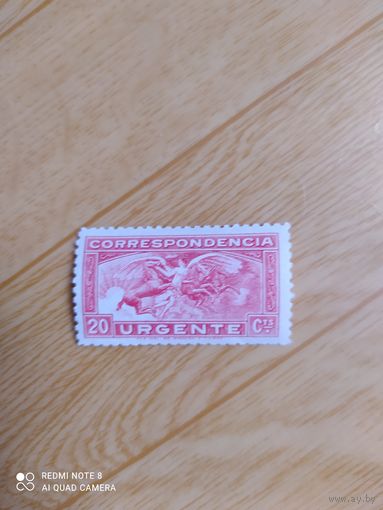 CORRESPONDENCIA
20 URGENTE CTS
REDMI NOTE 8
AI QUAD CAMERA
www.ay.by